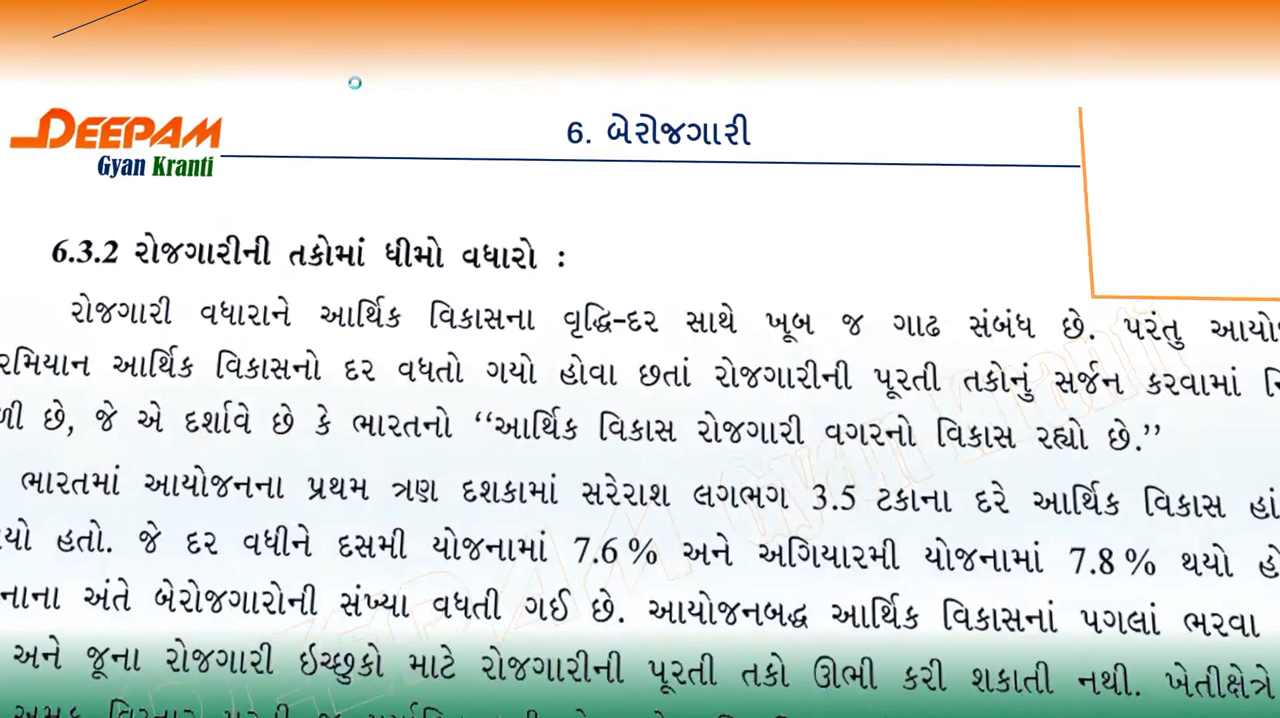 DEEPAM
Gyan Kranti
6. બેરોજગારી
6.3.2 રોજગારીની તકોમાં ધીમો વધારો :
રોજગારી વધારાને આર્થિક વિકાસના વૃદ્ધિ-દર સાથે ખૂબ જ ગાઢ સંબંધ છે. પરંતુ
આર્થિક વિકાસનો દર વધતો ગયો હોવા છતાં રોજગારીની પૂરતી તકોનું સર્જન કરવામાં
છે, જે એ દર્શાવે છે કે ભારતનો “આર્થિક વિકાસ રોજગારી વગરનો વિકાસ રહ્યો છે.”
ભારતમાં આયોજનના પ્રથમ ત્રણ દશકામાં સરેરાશ લગભગ 3.5 ટકાના દરે આર્થિક વિકાસ
હતો. જે દર વધીને દસમી યોજનામાં 7.6 % અને અગિયારમી યોજનામાં 7.8 % થયો
અંતે બેરોજગારોની સંખ્યા વધતી ગઈ છે. આયોજનબદ્ધ આર્થિક વિકાસનાં પગલાં ભરવા
અને જૂના રોજગારી ઇચ્છુકો માટે રોજગારીની પૂરતી તકો ઊભી કરી શકાતી નથી. ખેતીક્ષેત્રે